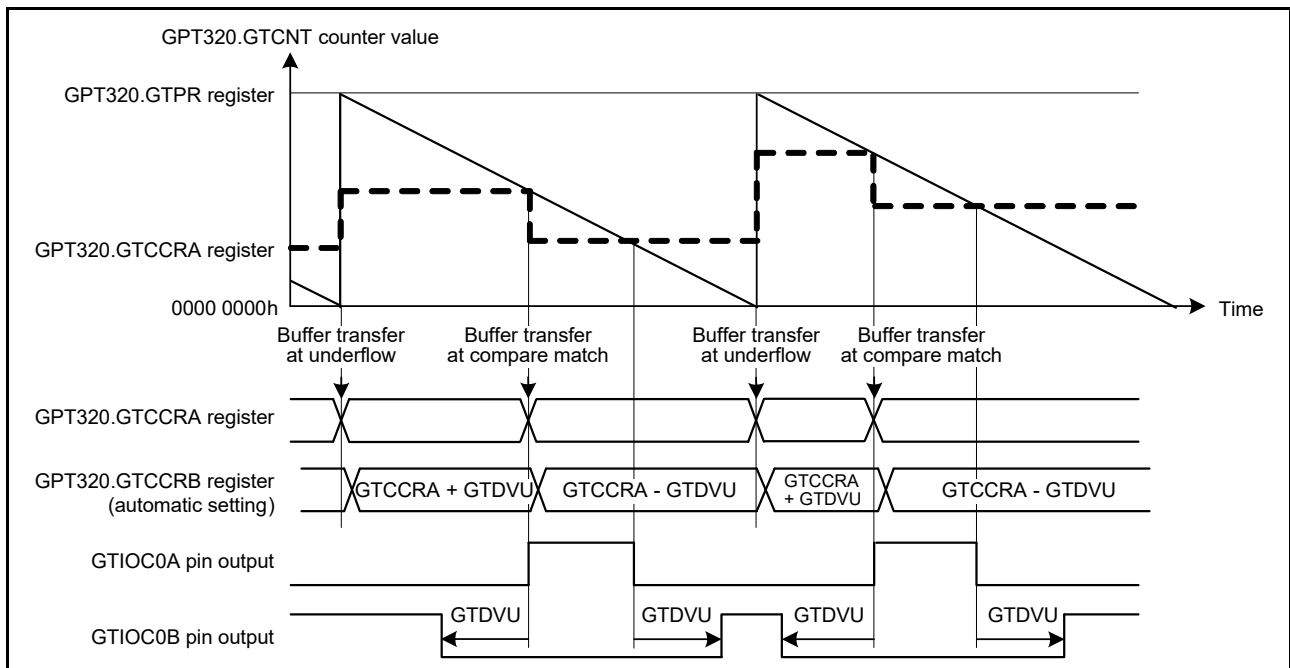 GPT320.GTCNT counter value
GPT320.GTPR register
GPT320.GTCCRA register
0000 0000h
Time
Buffer transfer
at underflow
Buffer transfer
at compare match
Buffer transfer
at underflow
Buffer transfer
at compare match
GPT320.GTCCRA register
GPT320.GTCCRB register
(automatic setting)
GTCCRA + GTDVU
GTCCRA - GTDVU
GTCCRA
+ GTDVU
GTCCRA - GTDVU
GTIOC0A pin output
GTIOC0B pin output
GTDVU
GTDVU
GTDVU
GTDVU